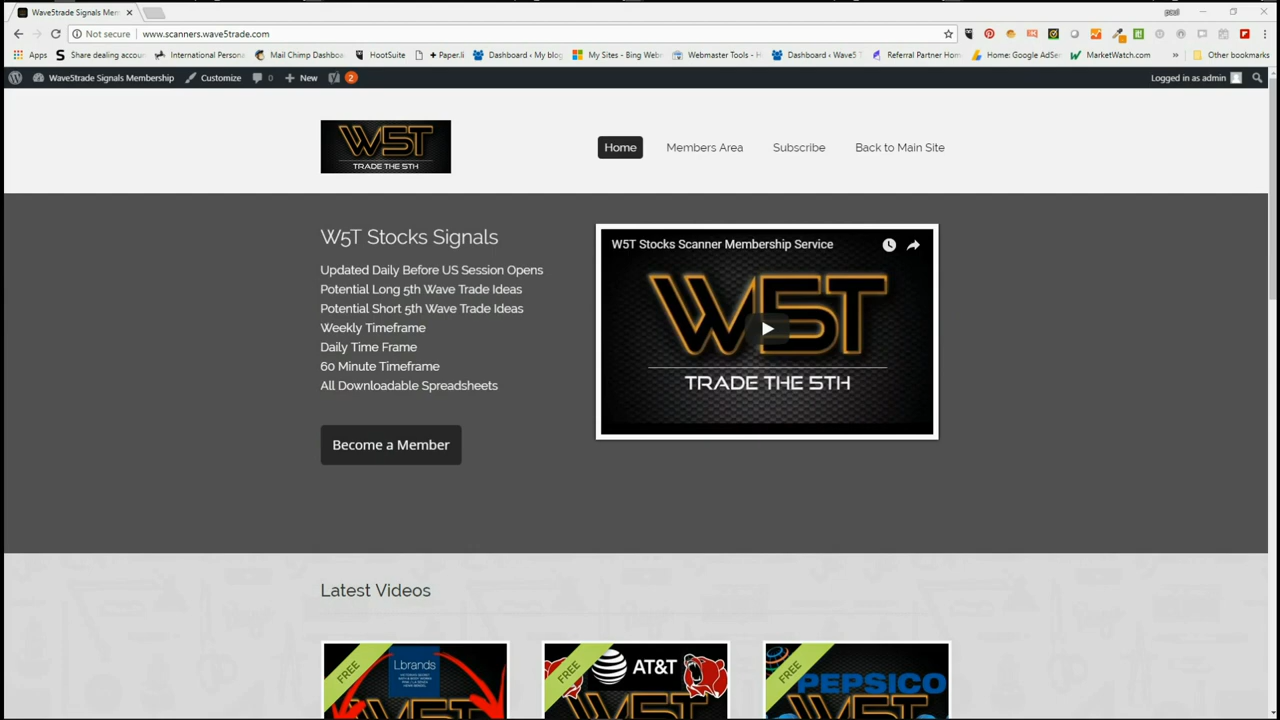 Wave5trade Signals Mem
pixel
Not secure
www.scanners.wave5trade.com
Apps
Share dealing accou
International Persona
Mail Chimp Dashboa
HootSuite
+ Paper.li
Dashboard ‹ My blog
My Sites - Bing Web
Webmaster Tools - H
Dashboard ‹ Wave5 T
Referral Partner Hom
Home: Google AdSe
MarketWatch.com
»
Other bookmarks
Wave5trade Signals Membership
Customize
0
+ New
2
Logged in as admin
W5T
TRADE THE 5TH
Home
Members Area
Subscribe
Back to Main Site
W5T Stocks Signals
Updated Daily Before US Session Opens
Potential Long 5th Wave Trade Ideas
Potential Short 5th Wave Trade Ideas
Weekly Timeframe
Daily Time Frame
60 Minute Timeframe
All Downloadable Spreadsheets
Become a Member
W5T Stocks Scanner Membership Service
W5T
TRADE THE 5TH
Latest Videos
FREE
Lbrands
W5T
FREE
AT&T
W5T
FREE
PEPSICO
W5T